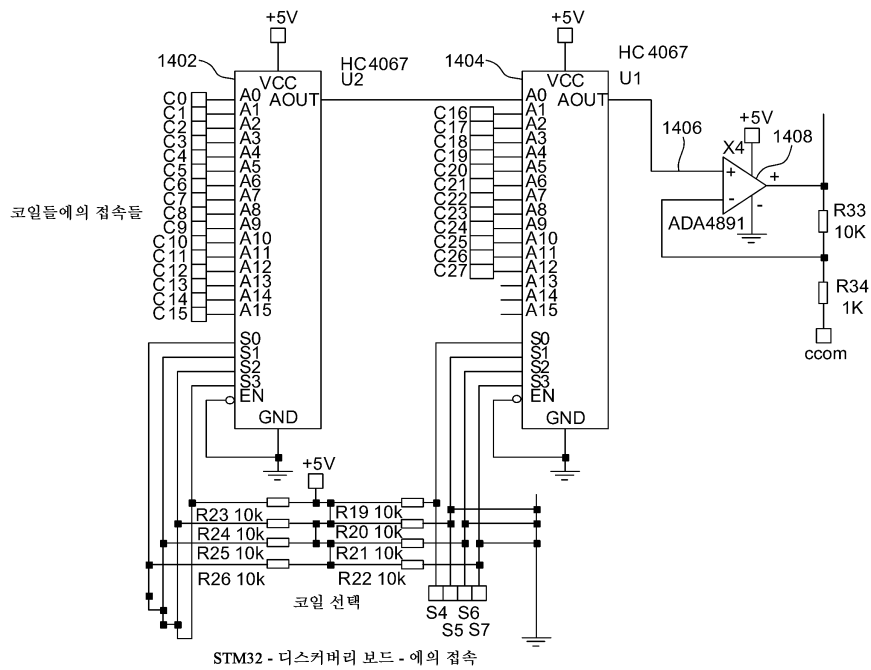 +5V
+5V
1402
HC4067
U2
1404
HC4067
U1
VCC
AOUT
VCC
AOUT
C0
C1
C2
C3
C4
C5
C6
C7
C8
C9
C10
C11
C12
C13
C14
C15
A0
A1
A2
A3
A4
A5
A6
A7
A8
A9
A10
A11
A12
A13
A14
A15
S0
S1
S2
S3
EN
GND
C16
C17
C18
C19
C20
C21
C22
C23
C24
C25
C26
C27
A0
A1
A2
A3
A4
A5
A6
A7
A8
A9
A10
A11
A12
A13
A14
A15
S0
S1
S2
S3
EN
GND
1406
+5V
X4
1408
+
+
-
-
ADA4891
R33
10K
R34
1K
ccom
코일들에의 접속들
+5V
R23 10k
R19 10k
R24 10k
R20 10k
R25 10k
R21 10k
R26 10k
R22 10k
코일 선택
S4
S6
S5
S7
STM32 - 디스커버리 보드 - 에의 접속